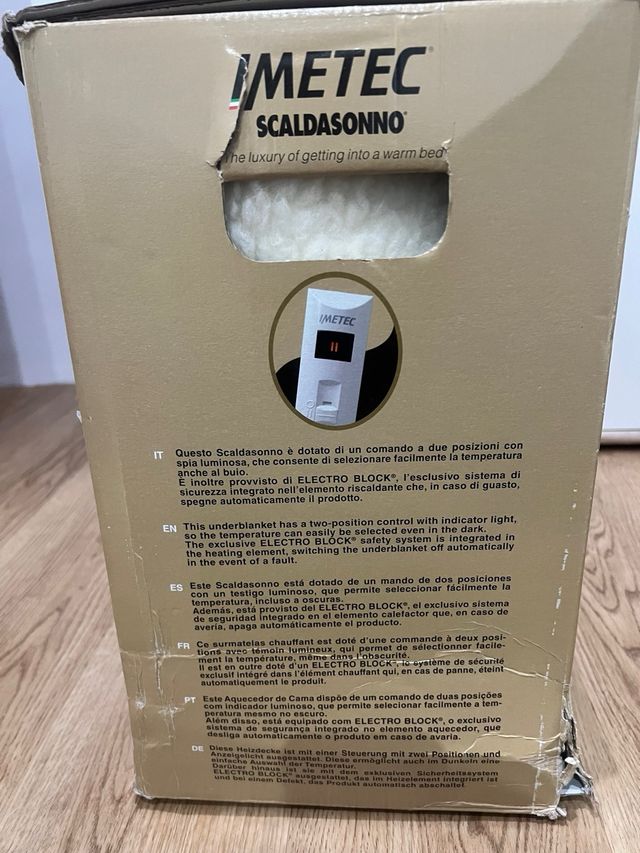 IMETEC®
SCALDASONNO®
The luxury of getting into a warm bed
IMETEC
IT Questo Scaldasonno è dotato di un comando a due posizioni con
spia luminosa, che consente di selezionare facilmente la temperatura
anche al buio.
È inoltre provvisto di ELECTRO BLOCK®, l'esclusivo sistema di
sicurezza integrato nell'elemento riscaldante che, in caso di guasto,
spegne automaticamente il prodotto.
EN This underblanket has a two-position control with indicator light,
so the temperature can easily be selected even in the dark.
The exclusive ELECTRO BLOCK® safety system is integrated in
the heating element, switching the underblanket off automatically
in the event of a fault.
ES Este Scaldasonno está dotado de un mando de dos posiciones
con un testigo luminoso, que permite seleccionar fácilmente la
temperatura, incluso a oscuras.
Además, está provisto del ELECTRO BLOCK®, el exclusivo sistema
de seguridad integrado en el elemento calefactor que, en caso de
avería, apaga automáticamente el producto.
FR Ce surmatelas chauffant est doté d'une commande à deux posi-
tions avec témoin lumineux, qui permet de sélectionner facile-
ment la température, même dans l'obscurité.
Il est en outre doté d'un ELECTRO BLOCK®, le système de sécurité
exclusif intégré dans l'élément chauffant qui, en cas de panne, éteint
automatiquement le produit.
PT Este Aquecedor de Cama dispõe de um comando de duas posições
com indicador luminoso, que permite selecionar facilmente a tem-
peratura mesmo no escuro.
Além disso, está equipado com ELECTRO BLOCK®, o exclusivo
sistema de segurança integrado no elemento aquecedor, que
desliga automaticamente o produto em caso de avaria.
DE Diese Heizdecke ist mit einer Steuerung mit zwei Positionen und
Anzeigelicht ausgestattet. Diese ermöglicht auch im Dunkeln eine
einfache Auswahl der Temperatur.
Darüber hinaus ist sie mit dem exklusiven Sicherheitssystem
ELECTRO BLOCK® ausgestattet, das im Heizelement integriert ist
und bei einem Defekt, das Produkt automatisch abschaltet.